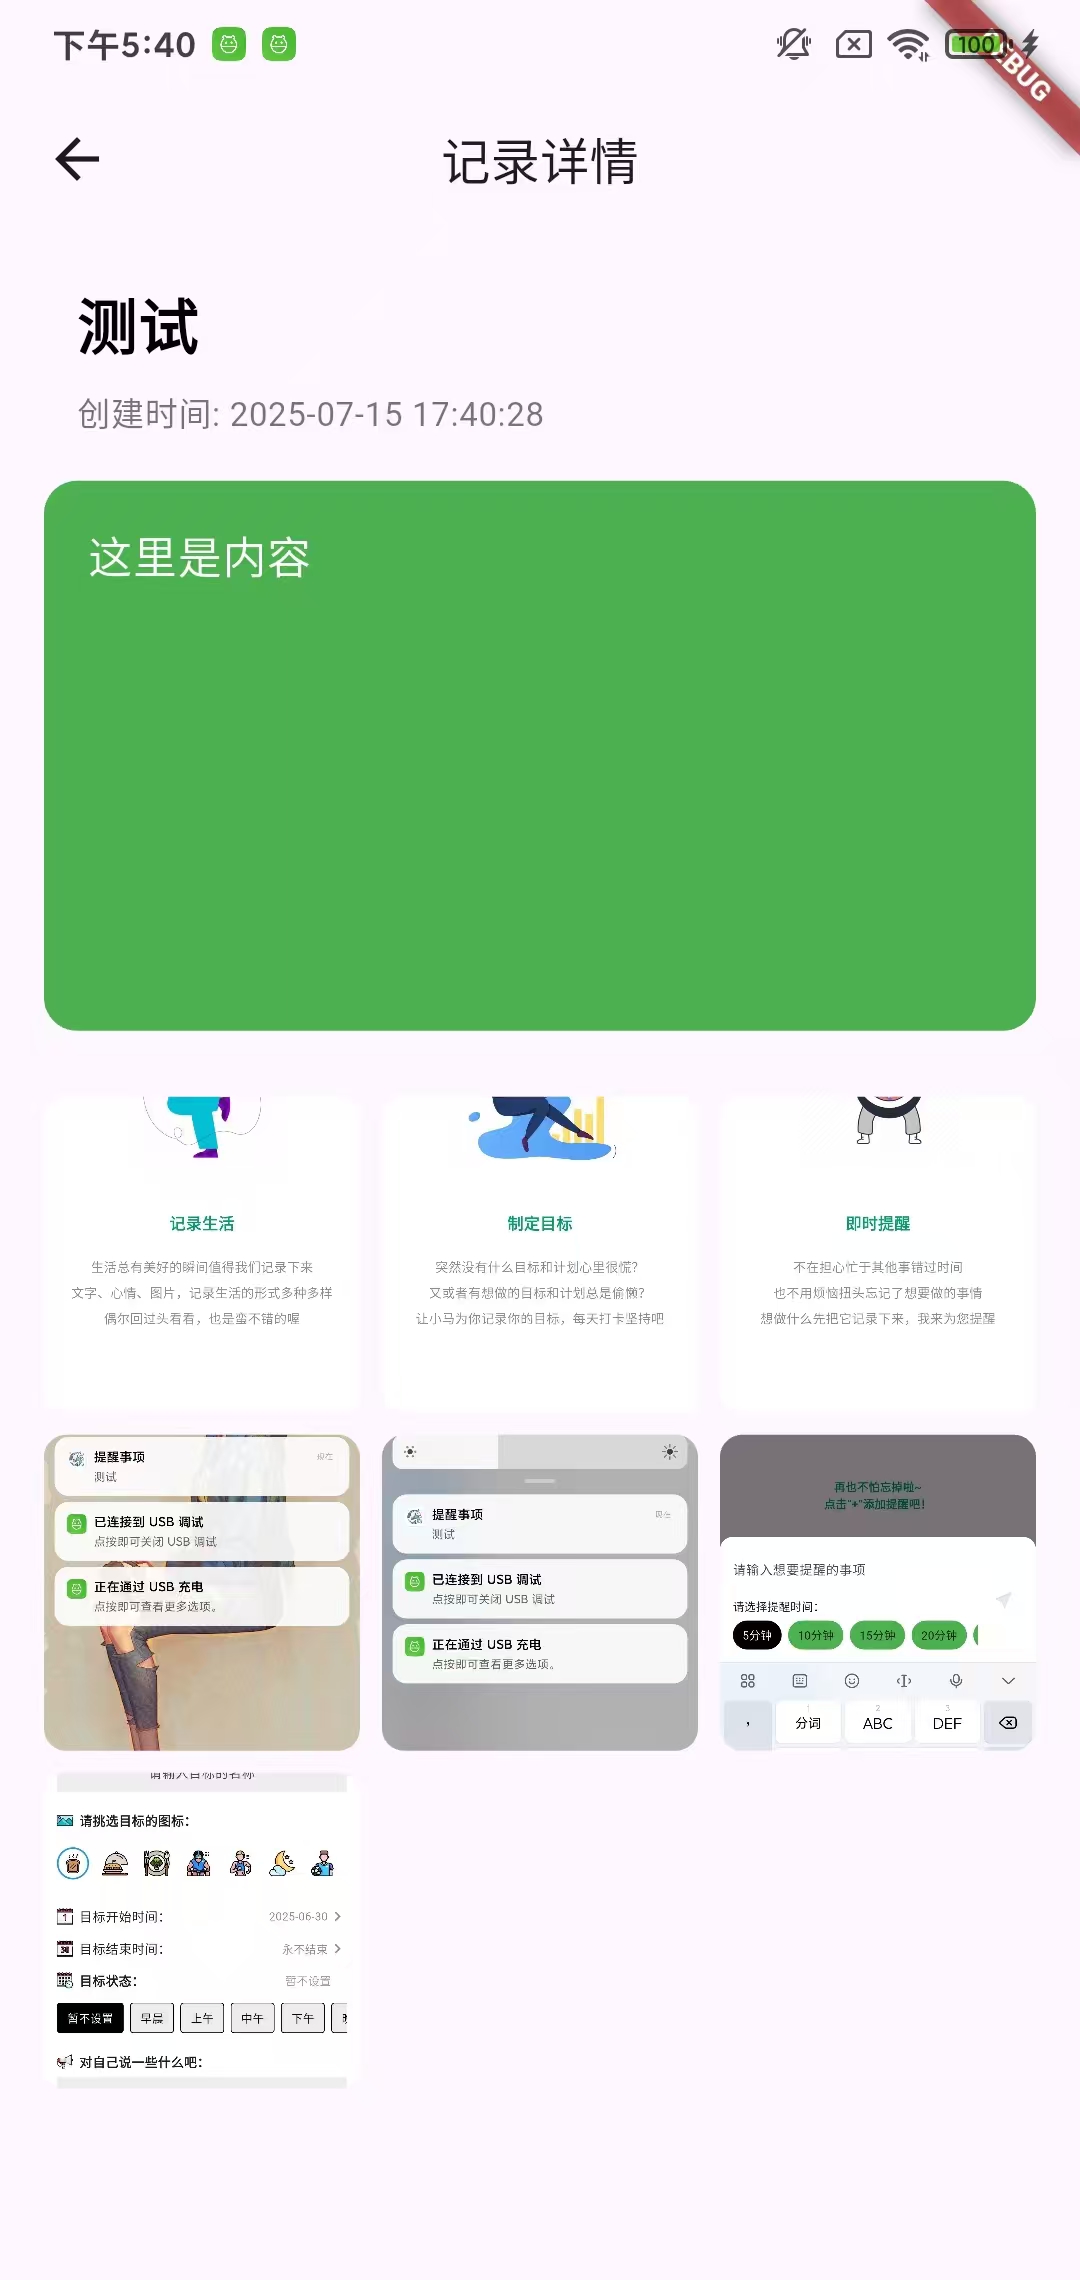 下午5:40
100
DEBUG
记录详情
测试
创建时间: 2025-07-15 17:40:28
这里是内容
记录生活
生活总有美好的瞬间值得我们记录下来
文字、心情、图片，记录生活的形式多种多样
偶尔回过头看看，也是蛮不错的喔
制定目标
突然没有什么目标和计划心里很慌？
又或者有想做的目标和计划总是偷懒？
让小马为你记录你的目标，每天打卡坚持吧
即时提醒
不在担心忙于其他事错过时间
也不用烦恼扭头忘记了想要做的事情
想做什么先把它记录下来，我来为您提醒
提醒事项
现在
测试
已连接到 USB 调试
点按即可关闭 USB 调试
正在通过 USB 充电
点按即可查看更多选项。
提醒事项
现在
测试
已连接到 USB 调试
点按即可关闭 USB 调试
正在通过 USB 充电
点按即可查看更多选项。
再也不怕忘掉啦~
点击"+"添加提醒吧！
请输入想要提醒的事项
请选择提醒时间：
5分钟 10分钟 15分钟 20分钟
， 分词 ABC DEF
请输入目标的名称
请挑选目标的图标：
目标开始时间： 2025-06-30
目标结束时间： 永不结束
目标状态： 暂不设置
暂不设置 早晨 上午 中午 下午
对自己说一些什么吧：